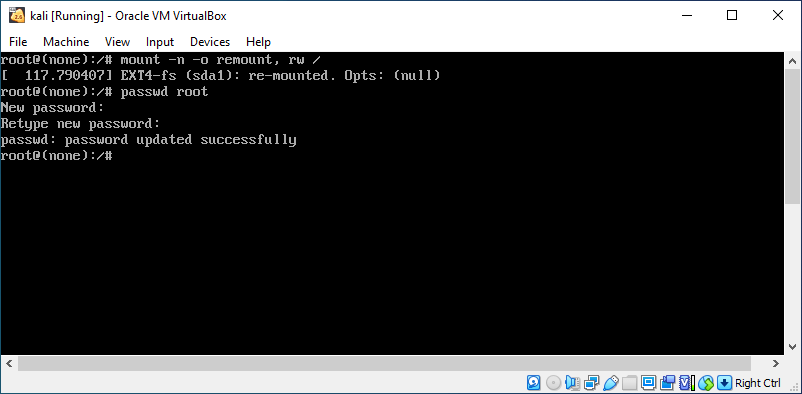 kali [Running] - Oracle VM VirtualBox
File Machine View Input Devices Help
root@(none):/# mount -n -o remount, rw /
[  117.790407] EXT4-fs (sda1): re-mounted. Opts: (null)
root@(none):/# passwd root
New password:
Retype new password:
passwd: password updated successfully
root@(none):/#
Right Ctrl